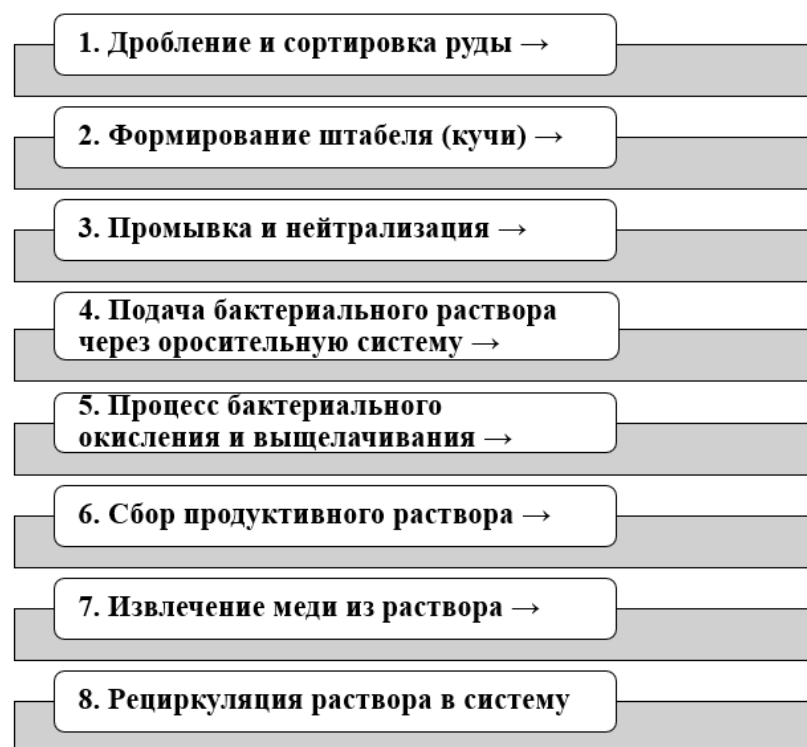 1. Дробление и сортировка руды →
2. Формирование штабеля (кучи) →
3. Промывка и нейтрализация →
4. Подача бактериального раствора
через оросительную систему →
5. Процесс бактериального
окисления и выщелачивания →
6. Сбор продуктивного раствора →
7. Извлечение меди из раствора →
8. Рециркуляция раствора в систему